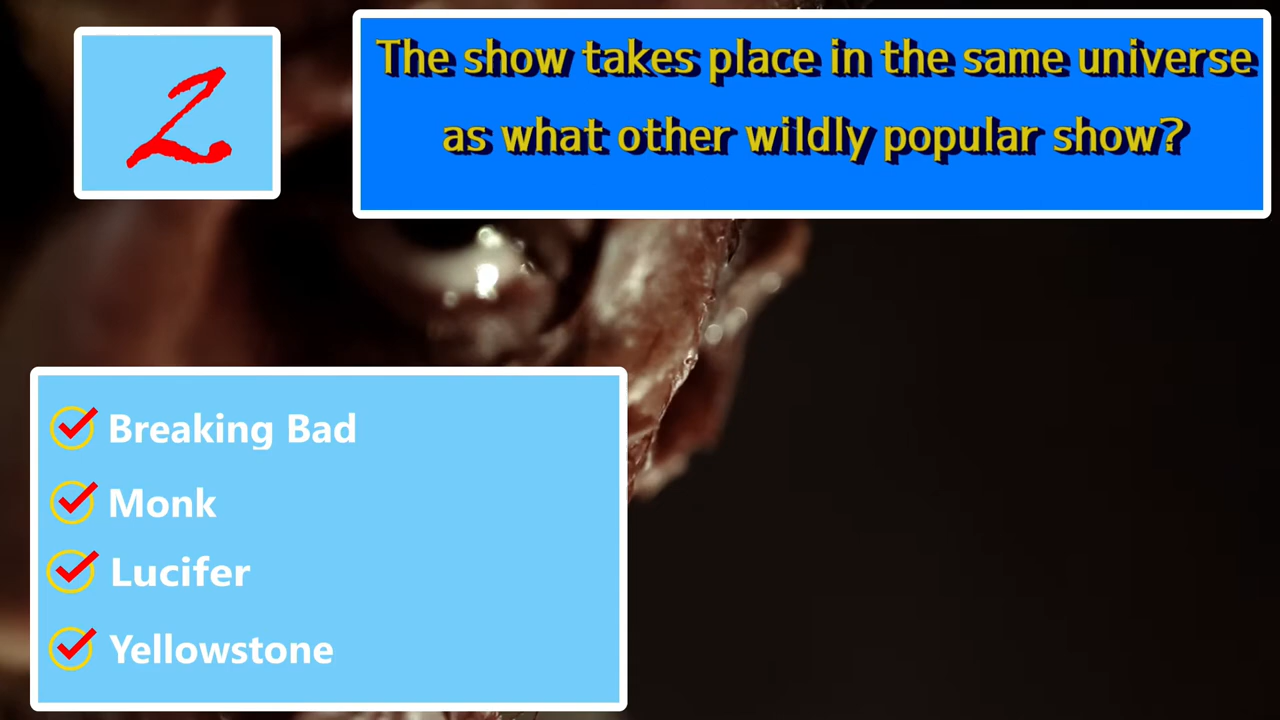 2
The show takes place in the same universe
as what other wildly popular show?
Breaking Bad
Monk
Lucifer
Yellowstone